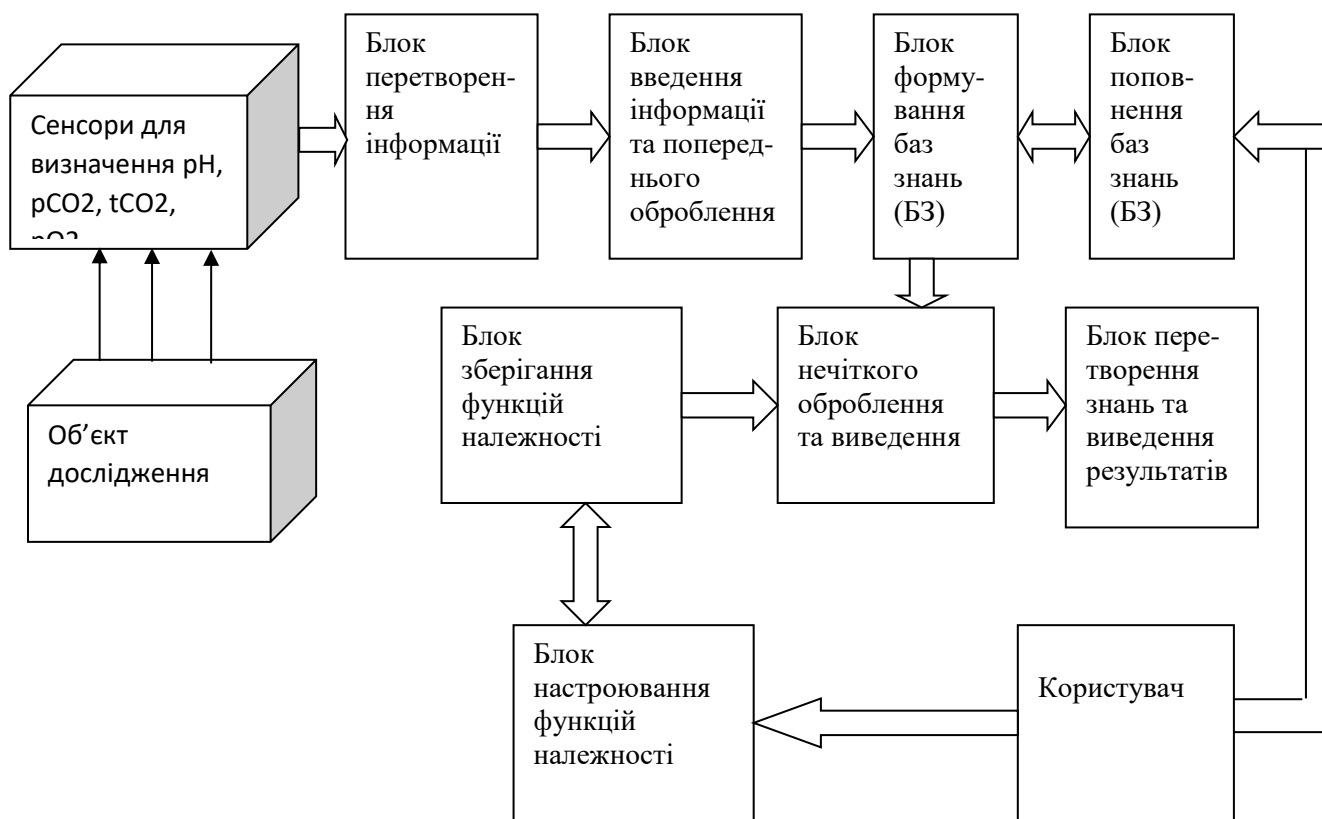 Сенсори для
визначення pH,
pCO2, tCO2,
Блок
перетворен-
ня
інформації
Блок
введення
інформації
та поперед-
нього
оброблення
Блок
форму-
вання
баз
знань
(БЗ)
Блок
попов-
нення
баз
знань
(БЗ)
Об’єкт
дослідження
Блок
зберігання
функцій
належності
Блок
нечіткого
оброблення
та виведення
Блок пере-
творення
знань та
виведення
результатів
Блок
настроювання
функцій
належності
Користувач